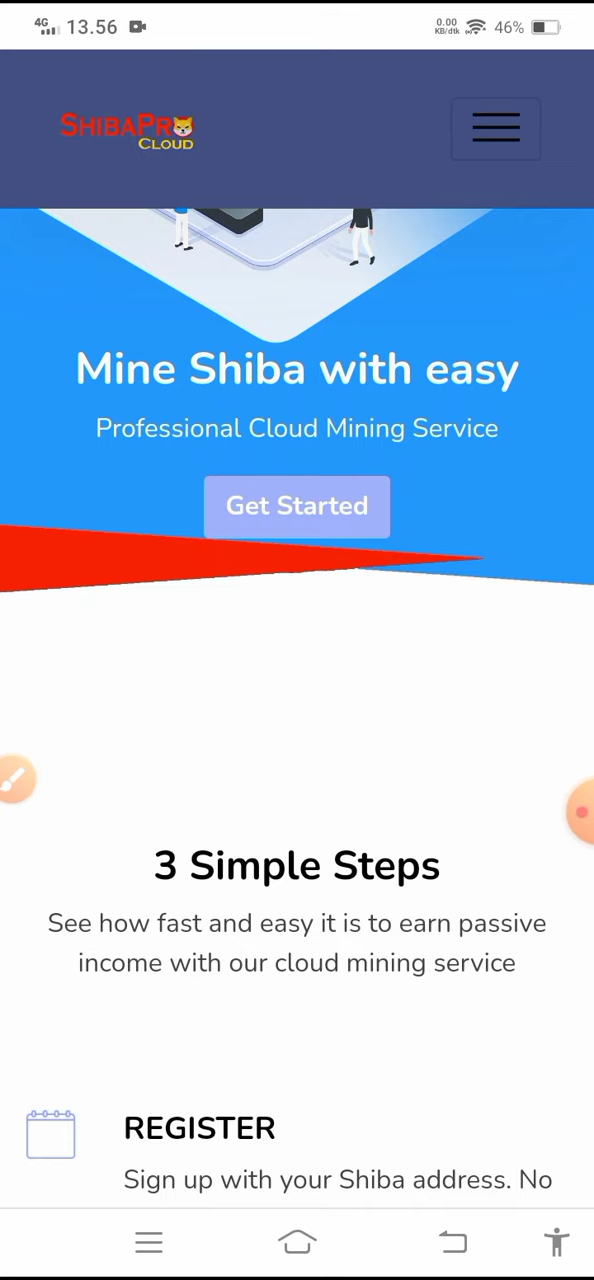 4G 13.56 0.00 KB/dtk 46%
SHIBAPRO
CLOUD
Mine Shiba with easy
Professional Cloud Mining Service
Get Started
3 Simple Steps
See how fast and easy it is to earn passive
income with our cloud mining service
REGISTER
Sign up with your Shiba address. No